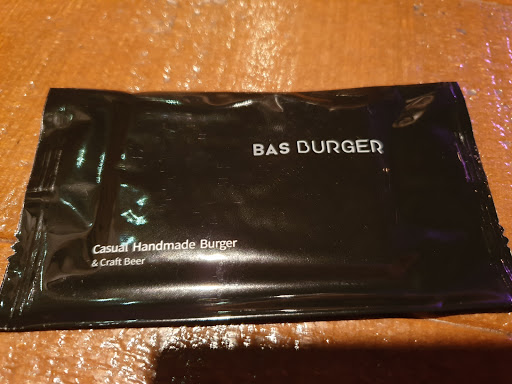 BAS BURGER
Casual Handmade Burger
& Craft Beer